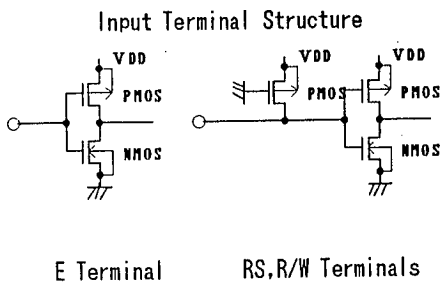 Input Terminal Structure
VDD VDD VDD
PMOS PMOS PMOS
NMOS NMOS
E Terminal RS,R/W Terminals